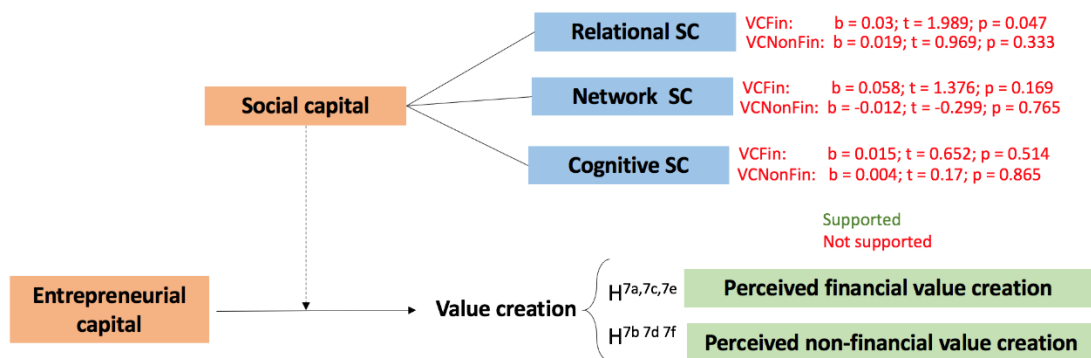 Relational SC
VCFin: b = 0.03; t = 1.989; p = 0.047
VCNonFin: b = 0.019; t = 0.969; p = 0.333
Social capital
Network SC
VCFin: b = 0.058; t = 1.376; p = 0.169
VCNonFin: b = -0.012; t = -0.299; p = 0.765
Cognitive SC
VCFin: b = 0.015; t = 0.652; p = 0.514
VCNonFin: b = 0.004; t = 0.17; p = 0.865
Supported
Not supported
Entrepreneurial
capital
Value creation
H7a,7c,7e
Perceived financial value creation
H7b 7d 7f
Perceived non-financial value creation